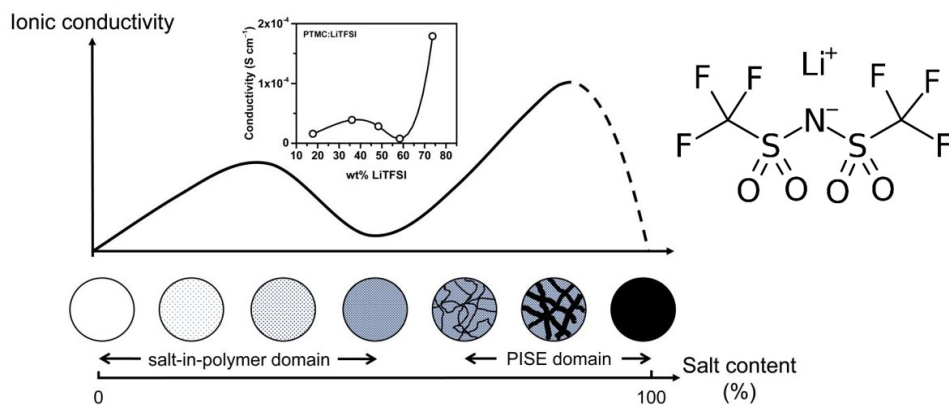 Ionic conductivity
PTMC:LiTFSI
Conductivity (S cm⁻¹)
2x10⁻⁴
1x10⁻⁴
0
10 20 30 40 50 60 70 80
wt% LiTFSI
Li⁺
F F F F
F F
S N⁻ S
O O O O
salt-in-polymer domain
PISE domain
Salt content
(%)
0 100